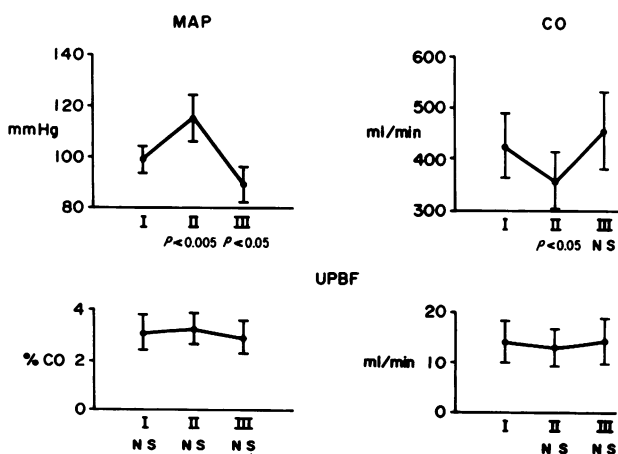 MAP
140
120
mmHg
100
80
I II III
P<0.005 P<0.05
CO
600
500
ml/min
400
300
I II III
P<0.05 NS
UPBF
4
% CO 2
0
I II III
NS NS NS
20
ml/min 10
0
I II III
NS NS